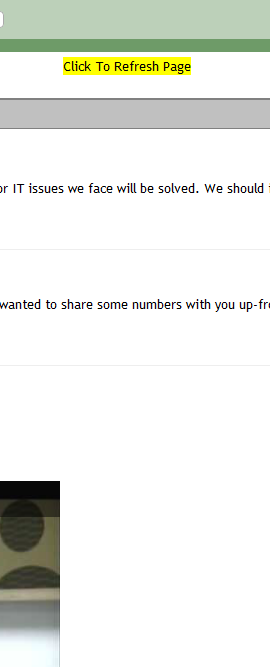 Click To Refresh Page
or IT issues we face will be solved. We should
wanted to share some numbers with you up-fr